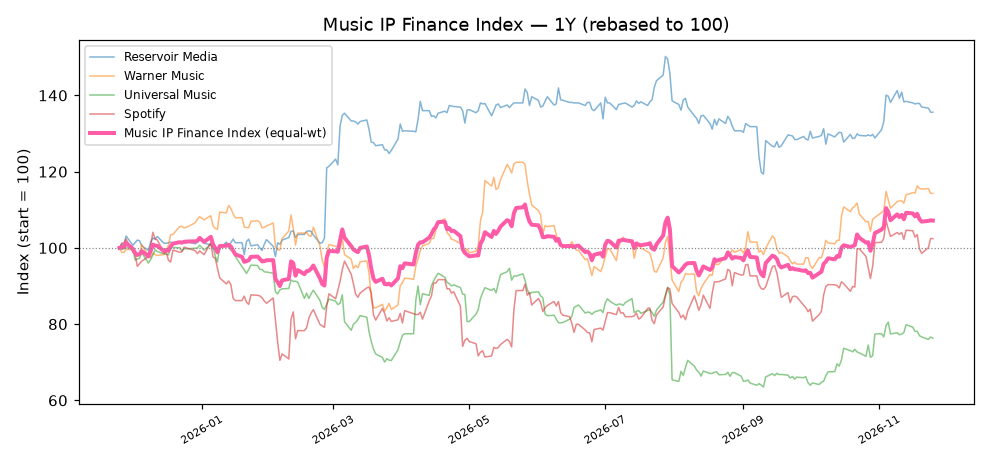 Music IP Finance Index — 1Y (rebased to 100)
Reservoir Media
Warner Music
Universal Music
Spotify
Music IP Finance Index (equal-wt)
Index (start = 100)
140
120
100
80
60
2026-01
2026-03
2026-05
2026-07
2026-09
2026-11